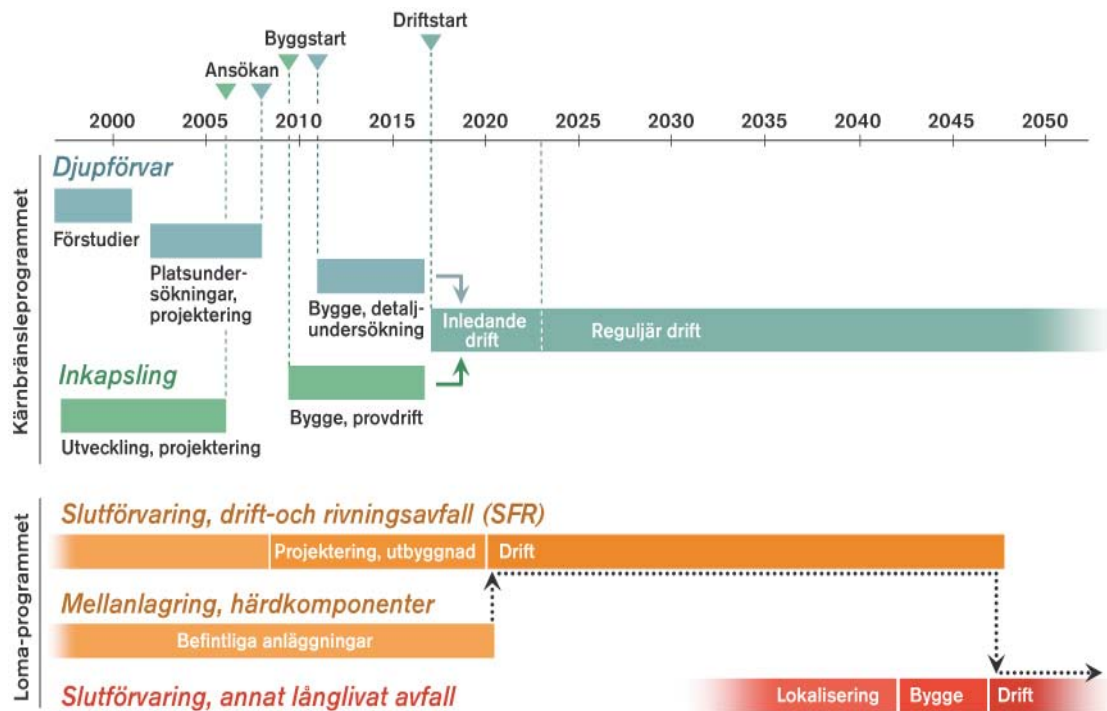 Driftstart
Byggstart
Ansökan
2000 2005 2010 2015 2020 2025 2030 2035 2040 2045 2050
Kärnbränsleprogrammet
Djupförvar
Förstudier
Platsunder-
sökningar,
projektering
Bygge, detalj-
undersökning
Inledande
drift
Reguljär drift
Inkapsling
Bygge, provdrift
Utveckling, projektering
Loma-programmet
Slutförvaring, drift-och rivningsavfall (SFR)
Projektering, utbyggnad
Drift
Mellanlagring, härdkomponenter
Befintliga anläggningar
Slutförvaring, annat långlivat avfall
Lokalisering
Bygge
Drift